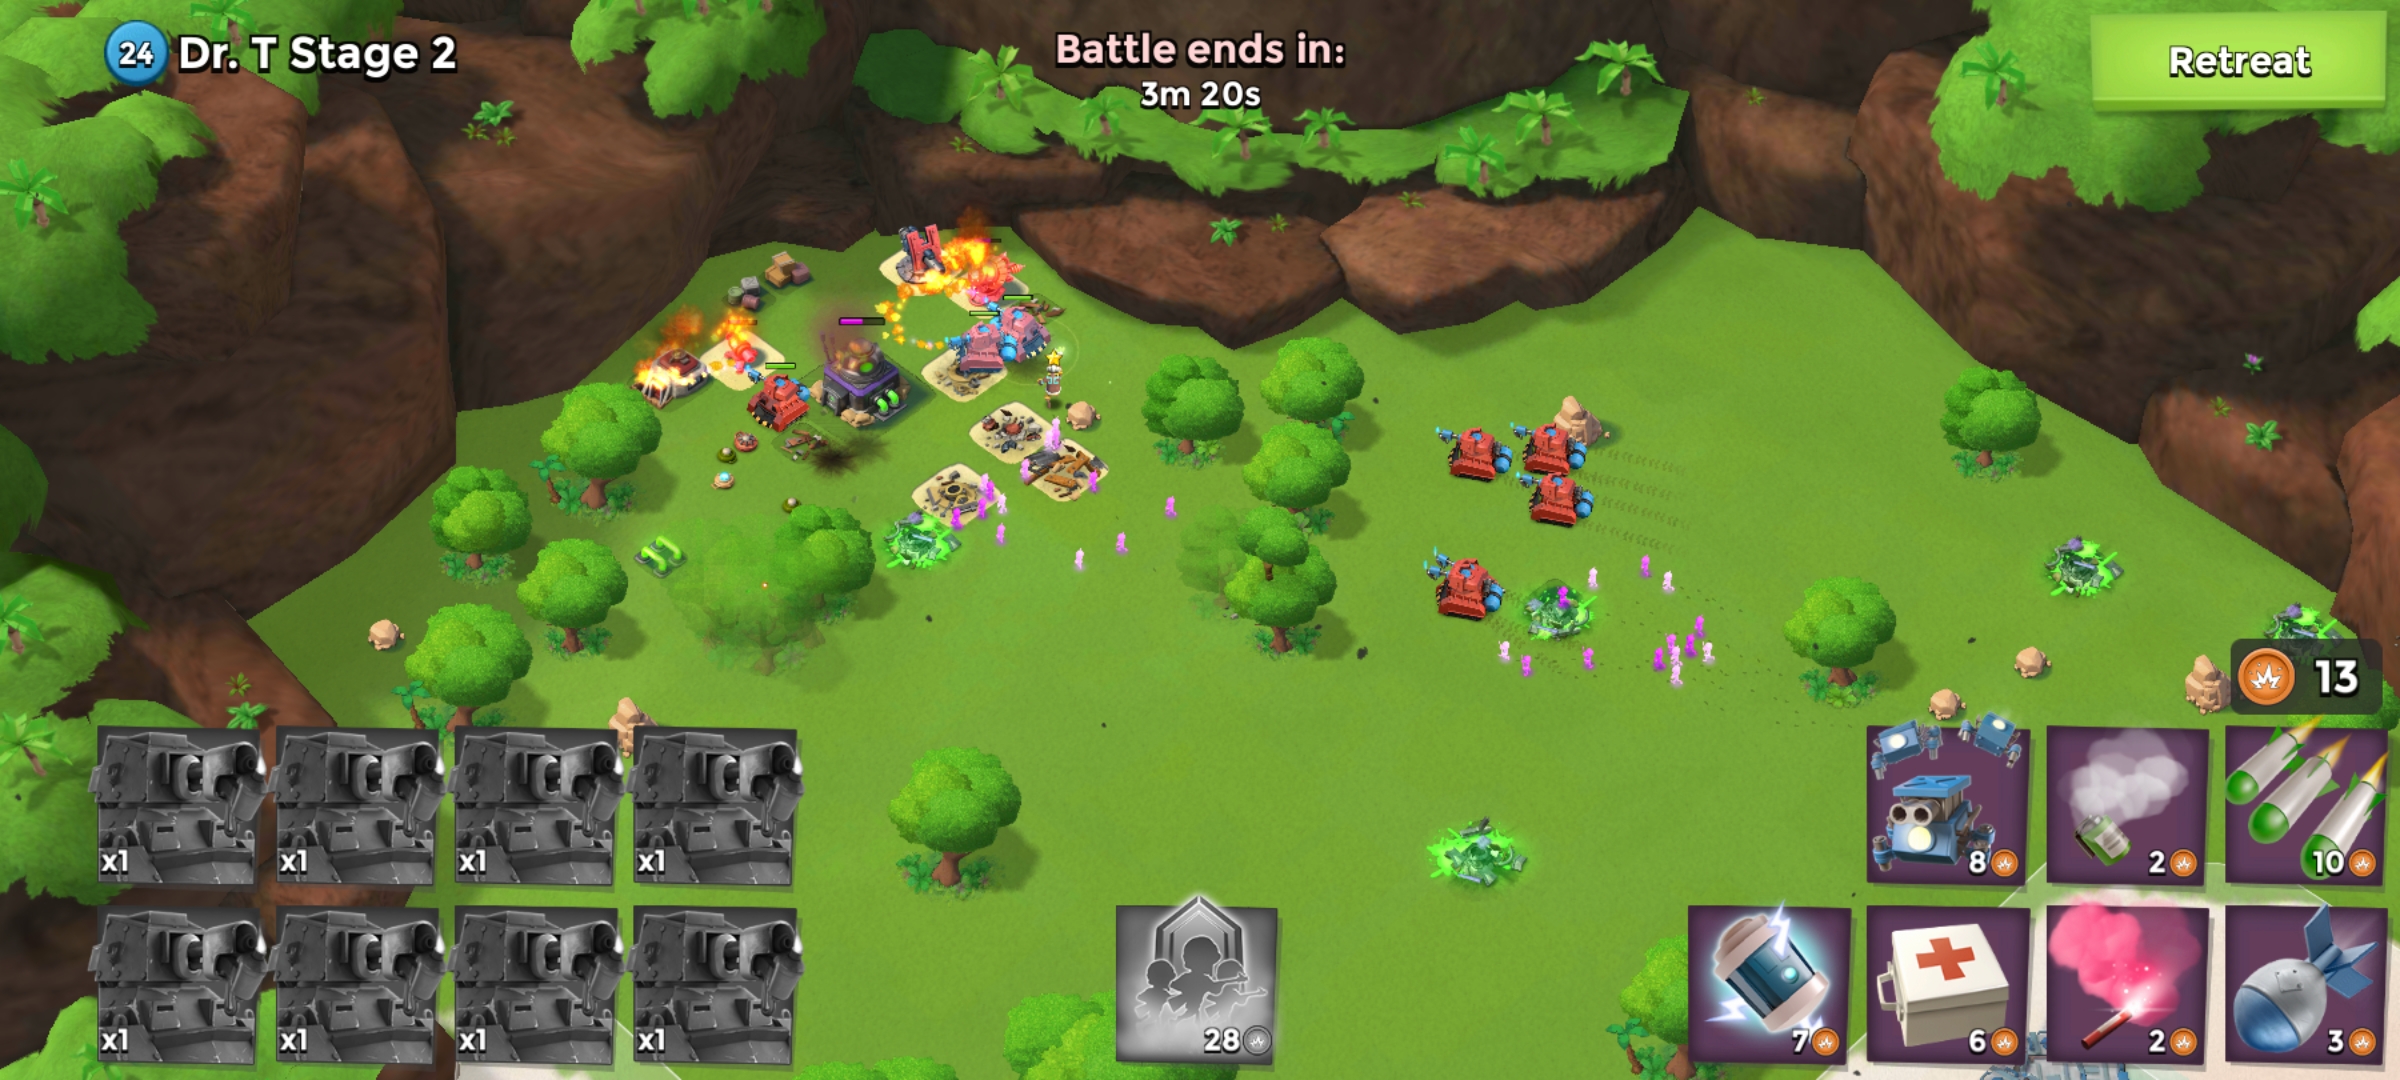 24 Dr. T Stage 2
Battle ends in:
3m 20s
Retreat
13
x1
x1
x1
x1
8
2
10
x1
x1
x1
x1
28
7
6
2
3